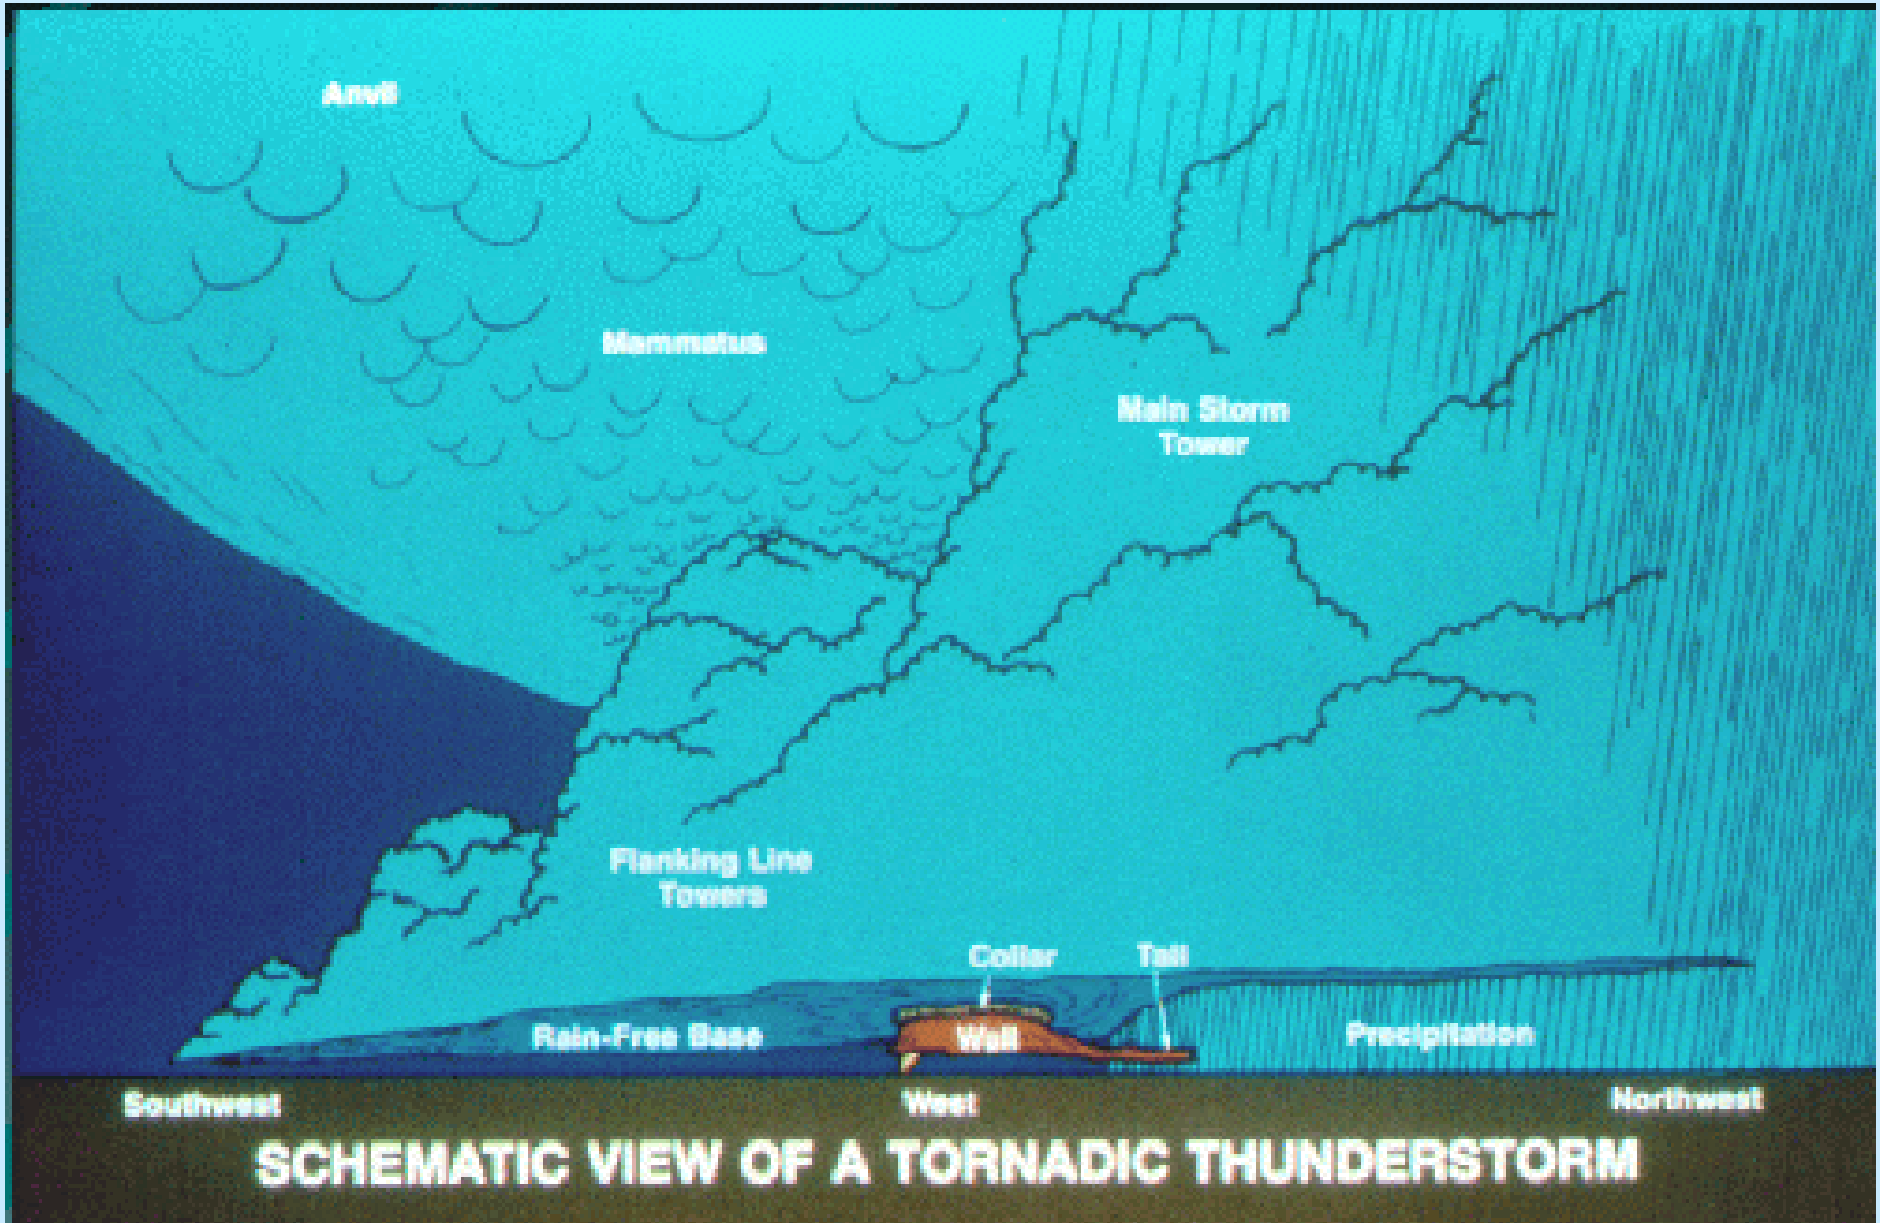 Anvil
Mammatus
Main Storm
Tower
Flanking Line
Towers
Collar
Tail
Rain-Free Base
Wall
Precipitation
Southwest
West
Northwest
SCHEMATIC VIEW OF A TORNADIC THUNDERSTORM